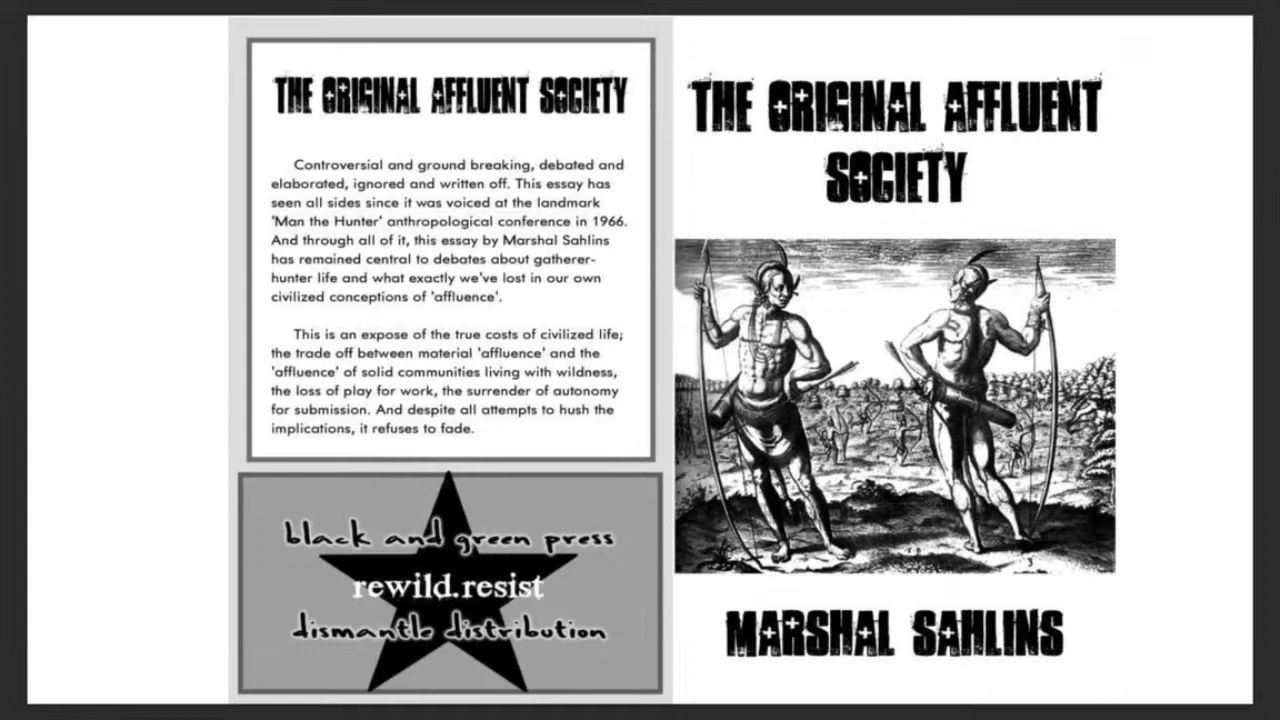 THE ORIGINAL AFFLUENT SOCIETY
Controversial and ground breaking, debated and
elaborated, ignored and written off. This essay has
seen all sides since it was voiced at the landmark
'Man the Hunter' anthropological conference in 1966.
And through all of it, this essay by Marshal Sahlins
has remained central to debates about gatherer-
hunter life and what exactly we've lost in our own
civilized conceptions of 'affluence'.
This is an expose of the true costs of civilized life;
the trade off between material 'affluence' and the
'affluence' of solid communities living with wildness,
the loss of play for work, the surrender of autonomy
for submission. And despite all attempts to hush the
implications, it refuses to fade.
black and green press
rewild.resist
dismantle distribution
THE ORIGINAL AFFLUENT
SOCIETY
MARSHAL SAHLINS